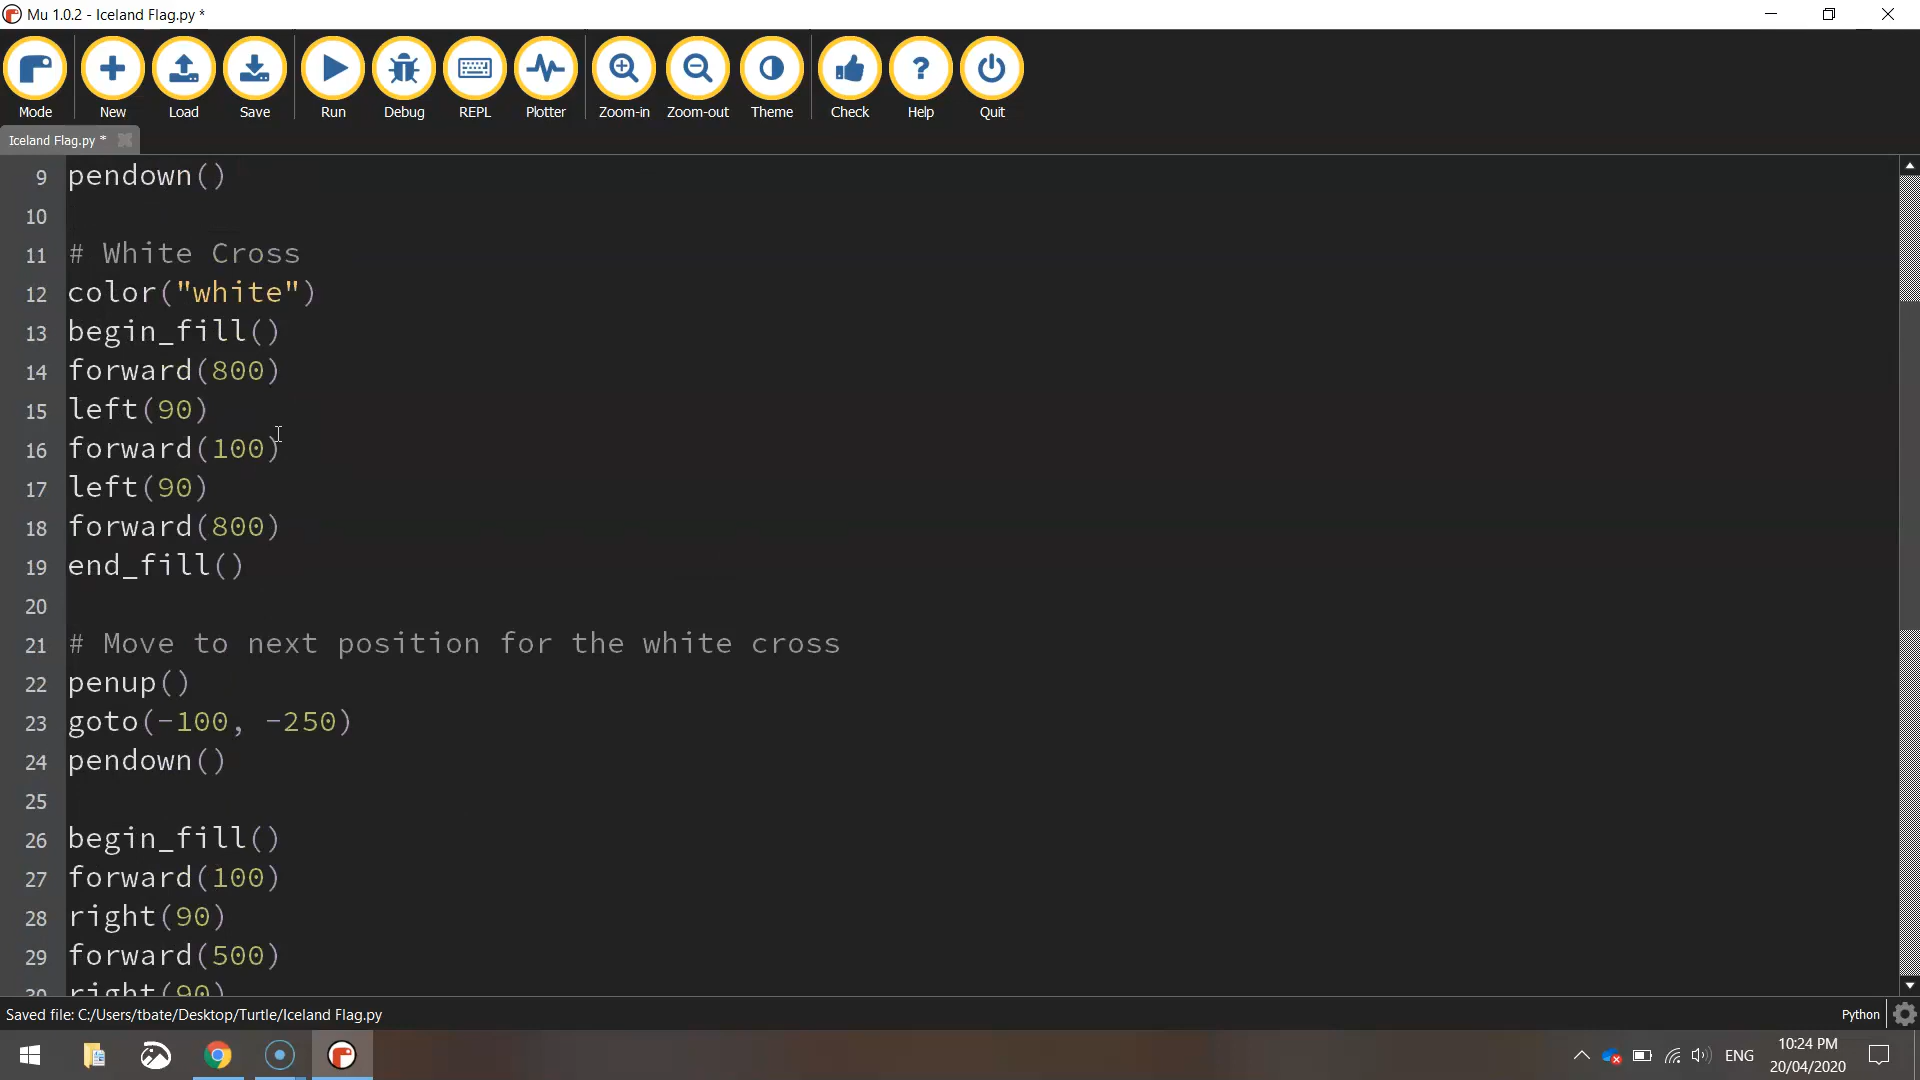 Mu 1.0.2 - Iceland Flag.py *
Mode New Load Save Run Debug REPL Plotter Zoom-in Zoom-out Theme Check Help Quit
Iceland Flag.py *
9 pendown()
10
11 # White Cross
12 color("white")
13 begin_fill()
14 forward(800)
15 left(90)
16 forward(100)
17 left(90)
18 forward(800)
19 end_fill()
20
21 # Move to next position for the white cross
22 penup()
23 goto(-100, -250)
24 pendown()
25
26 begin_fill()
27 forward(100)
28 right(90)
29 forward(500)
30 right(90)
Saved file: C:/Users/tbate/Desktop/Turtle/Iceland Flag.py
Python
ENG
10:24 PM
20/04/2020